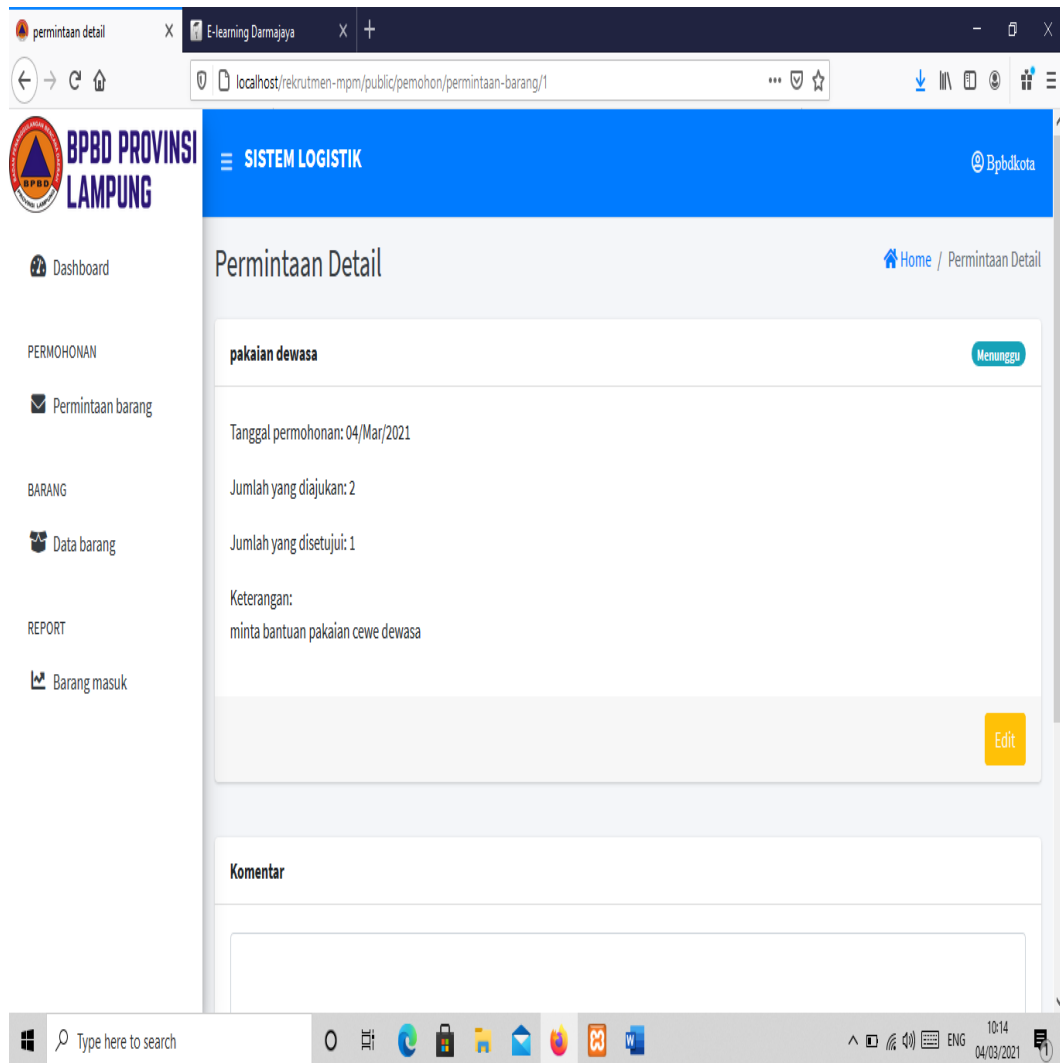 permintaan detail
E-learning Darmajaya
localhost/rekrutmen-mpm/public/pemohon/permintaan-barang/1
BPBD PROVINSI
LAMPUNG
BPBD
SISTEM LOGISTIK
Bpbdkota
Dashboard
Permintaan Detail
Home / Permintaan Detail
PERMOHONAN
Permintaan barang
BARANG
Data barang
REPORT
Barang masuk
pakaian dewasa
Menunggu
Tanggal permohonan: 04/Mar/2021
Jumlah yang diajukan: 2
Jumlah yang disetujui: 1
Keterangan:
minta bantuan pakaian cewe dewasa
Edit
Komentar
Type here to search
ENG
10:14
04/03/2021